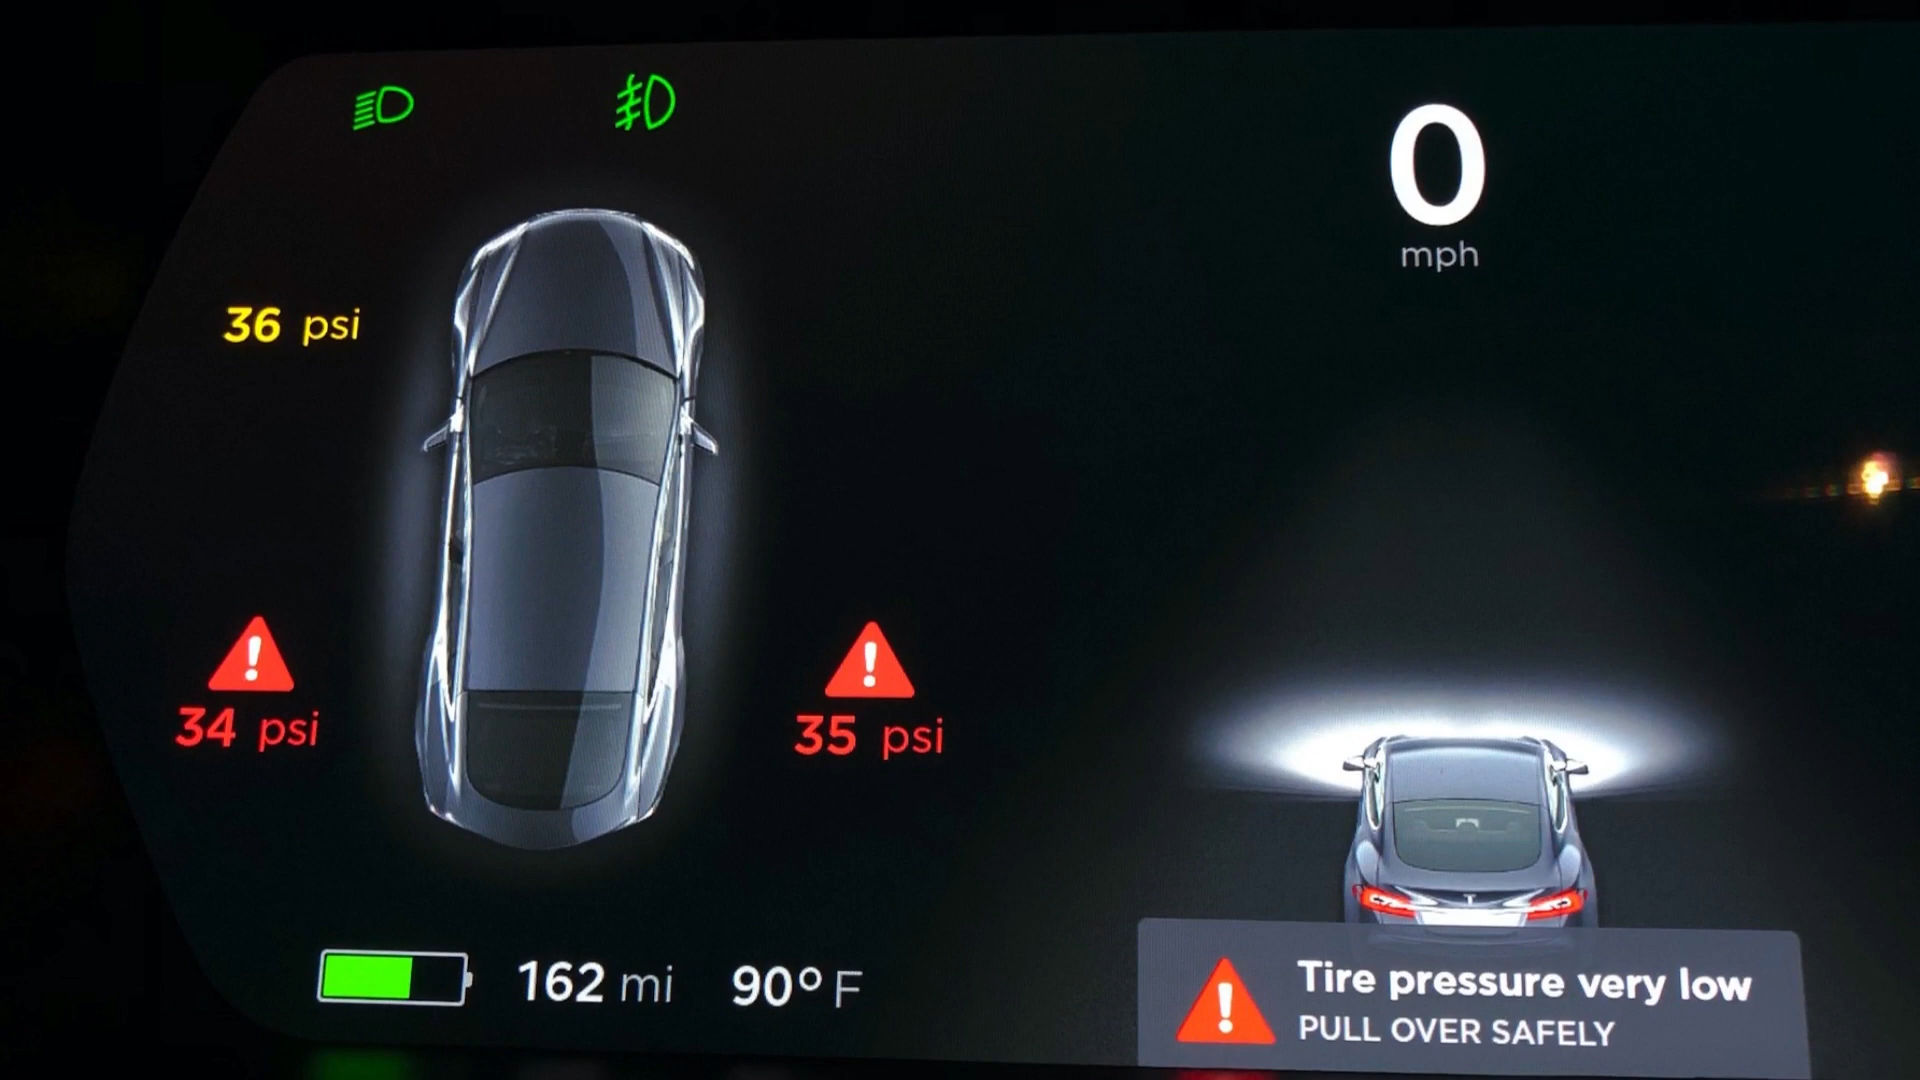 0
mph
36 psi
34 psi
35 psi
162 mi 90° F
Tire pressure very low
PULL OVER SAFELY